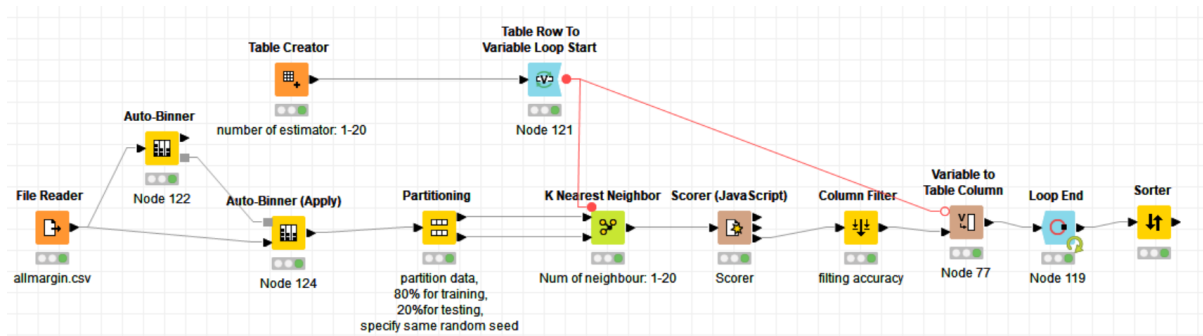 Table Row To
Variable Loop Start
Table Creator
number of estimator: 1-20
Node 121
Auto-Binner
Node 122
File Reader
allmargin.csv
Auto-Binner (Apply)
Node 124
Partitioning
partition data,
80% for training,
20%for testing,
specify same random seed
K Nearest Neighbor
Num of neighbour: 1-20
Scorer (JavaScript)
Scorer
Column Filter
filting accuracy
Variable to
Table Column
Node 77
Loop End
Node 119
Sorter